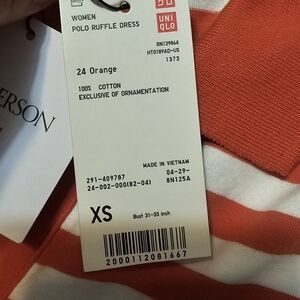 WOMEN
POLO RUFFLE DRESS
UNI
QLO
RN139864
HT0189AD-US
1373
24 Orange
100% COTTON
EXCLUSIVE OF ORNAMENTATION
ERSON
MADE IN VIETNAM
291-409787
04-29-
24-002-000(82-04)
8N125A
XS
Bust 31-33 inch
2000112081667